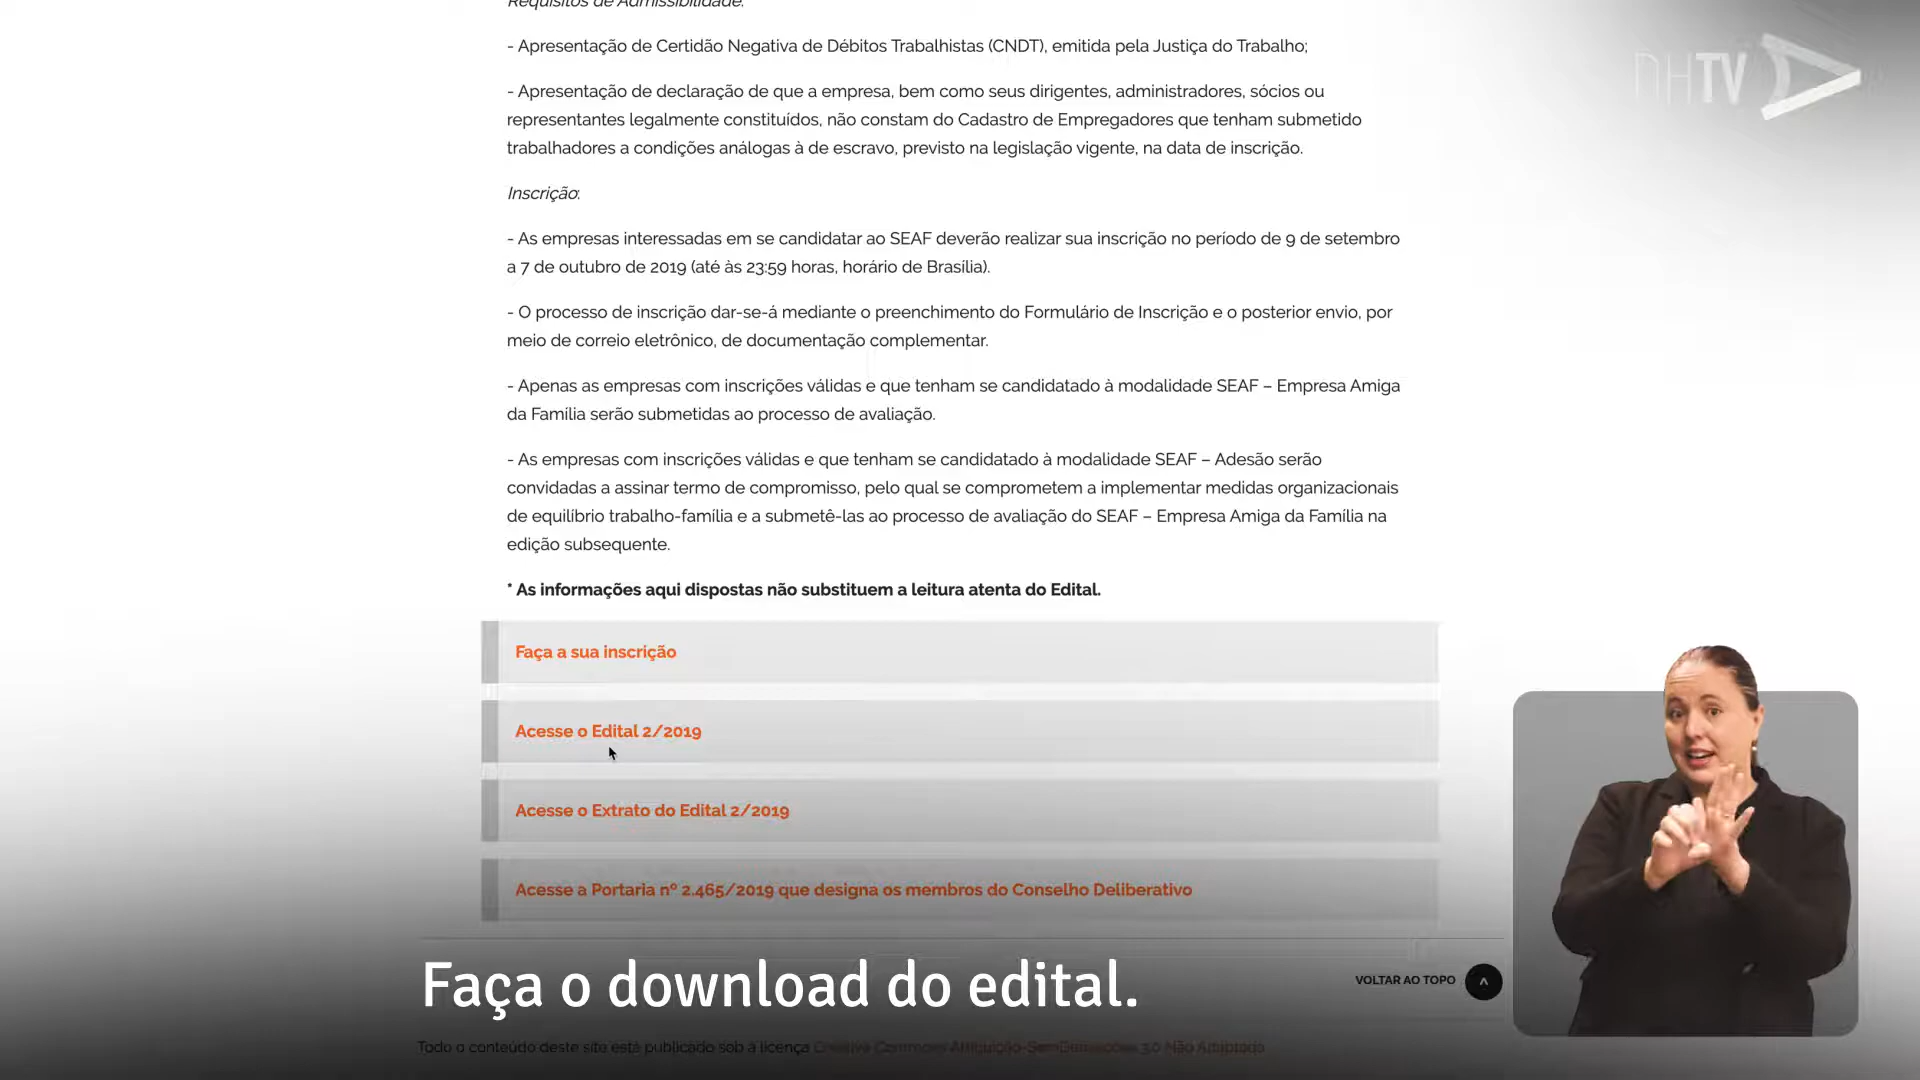 Requisitos de Admissibilidade:
- Apresentação de Certidão Negativa de Débitos Trabalhistas (CNDT), emitida pela Justiça do Trabalho;
- Apresentação de declaração de que a empresa, bem como seus dirigentes, administradores, sócios ou
representantes legalmente constituídos, não constam do Cadastro de Empregadores que tenham submetido
trabalhadores a condições análogas à de escravo, previsto na legislação vigente, na data de inscrição.
Inscrição:
- As empresas interessadas em se candidatar ao SEAF deverão realizar sua inscrição no período de 9 de setembro
a 7 de outubro de 2019 (até às 23:59 horas, horário de Brasília).
- O processo de inscrição dar-se-á mediante o preenchimento do Formulário de Inscrição e o posterior envio, por
meio de correio eletrônico, de documentação complementar.
- Apenas as empresas com inscrições válidas e que tenham se candidatado à modalidade SEAF – Empresa Amiga
da Família serão submetidas ao processo de avaliação.
- As empresas com inscrições válidas e que tenham se candidatado à modalidade SEAF – Adesão serão
convidadas a assinar termo de compromisso, pelo qual se comprometem a implementar medidas organizacionais
de equilíbrio trabalho-família e a submetê-las ao processo de avaliação do SEAF – Empresa Amiga da Família na
edição subsequente.
* As informações aqui dispostas não substituem a leitura atenta do Edital.
Faça a sua inscrição
Acesse o Edital 2/2019
Acesse o Extrato do Edital 2/2019
Acesse a Portaria nº 2.465/2019 que designa os membros do Conselho Deliberativo
Faça o download do edital.
VOLTAR AO TOPO
Todo o conteúdo deste site está publicado sob a licença Creative Commons Atribuição-SemDerivações 3.0 Não Adaptada
DHTV